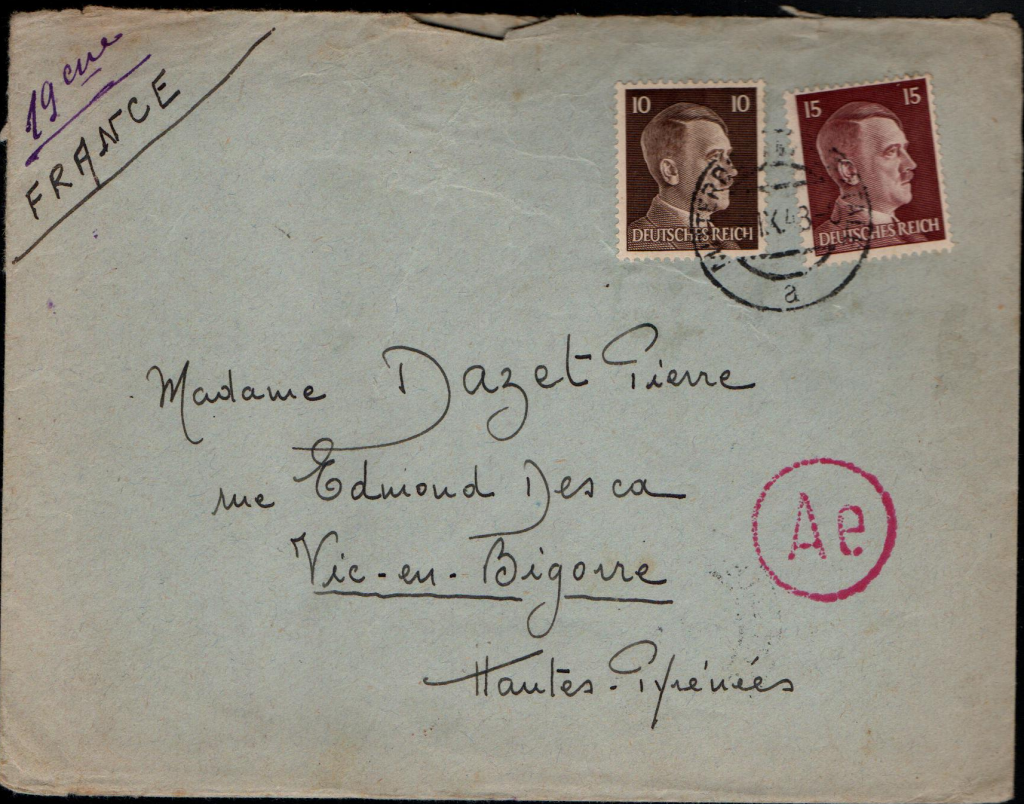 19eme
FRANCE
10 10
DEUTSCHES REICH
15 15
DEUTSCHES REICH
a
Madame Dazet Pierre
rue Edmond Desca
Vic-en-Bigorre
Hautes-Pyrénées
Ae